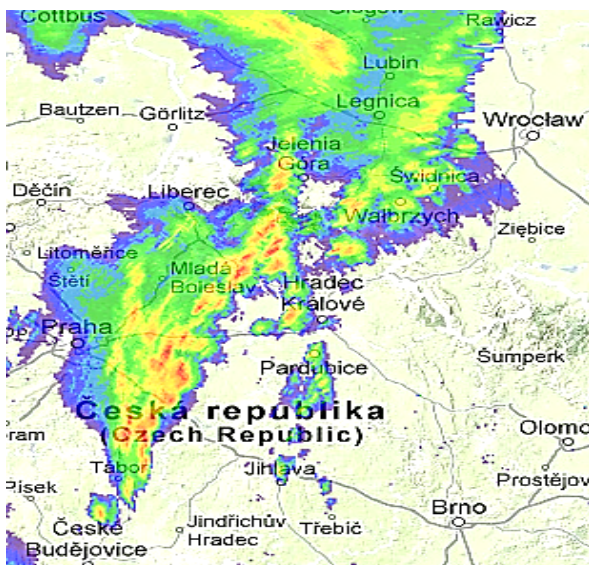 Cottbus
Głogów
Rawicz
Lubin
Bautzen
Görlitz
Legnica
Wrocław
Jelenia
Góra
Świdnica
Děčín
Liberec
Wałbrzych
Ziębice
Litoměřice
Štětí
Mladá
Boleslav
Hradec
Králové
Praha
Pardubice
Šumperk
Česká republika
(Czech Republic)
Olomo
ram
Tábor
Jihlava
Prostějov
Písek
Brno
České
Budějovice
Jindřichův
Hradec
Třebíč